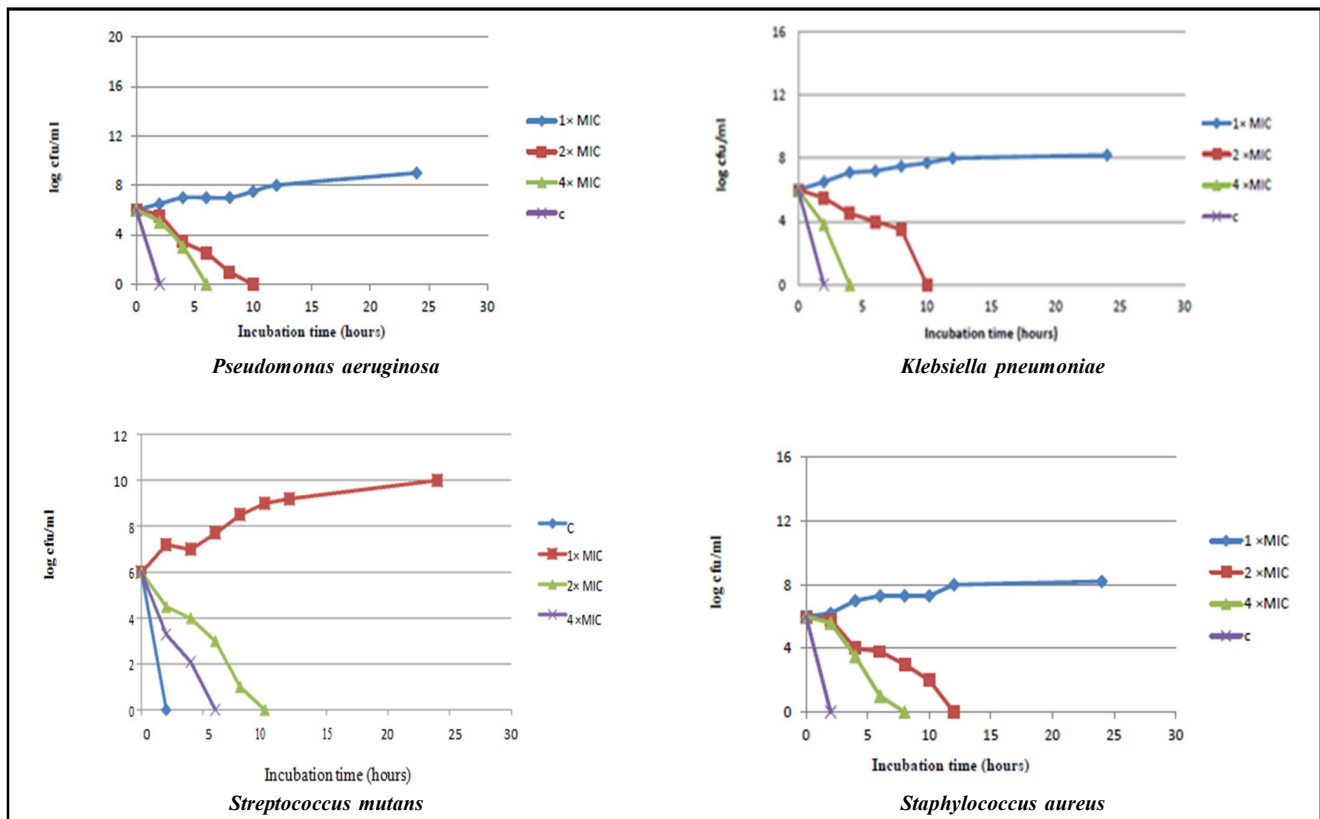 20
16
12
8
4
0
0 5 10 15 20 25 30
log cfu/ml
Incubation time (hours)
1× MIC
2× MIC
4× MIC
c
Pseudomonas aeruginosa
16
12
8
4
0
0 5 10 15 20 25 30
log cfu/ml
Incubation time (hours)
1× MIC
2 ×MIC
4 ×MIC
c
Klebsiella pneumoniae
12
10
8
6
4
2
0
0 5 10 15 20 25 30
log cfu/ml
Incubation time (hours)
C
1× MIC
2× MIC
4×MIC
Streptococcus mutans
16
12
8
4
0
0 5 10 15 20 25 30
log cfu/ml
Incubation time (hours)
1 ×MIC
2 ×MIC
4 ×MIC
c
Staphylococcus aureus